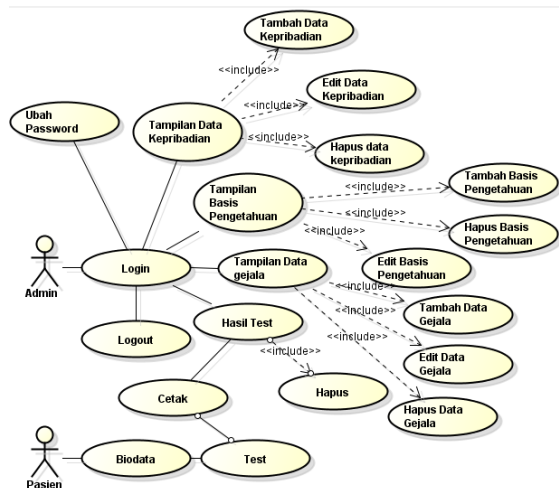 Tambah Data
Kepribadian
<<include>>
Edit Data
Kepribadian
<<include>>
Ubah
Password
Tampilan Data
Kepribadian
<<include>>
Hapus data
kepribadian
Tampilan
Basis
Pengetahuan
<<include>>
Tambah Basis
Pengetahuan
<<include>>
Hapus Basis
Pengetahuan
<<include>>
Edit Basis
Pengetahuan
Admin
Login
Tampilan Data
gejala
<<include>>
Tambah Data
Gejala
<<include>>
Edit Data
Gejala
<<include>>
Hapus Data
Gejala
Logout
Hasil Test
<<include>>
Hapus
Cetak
Pasien
Biodata
Test